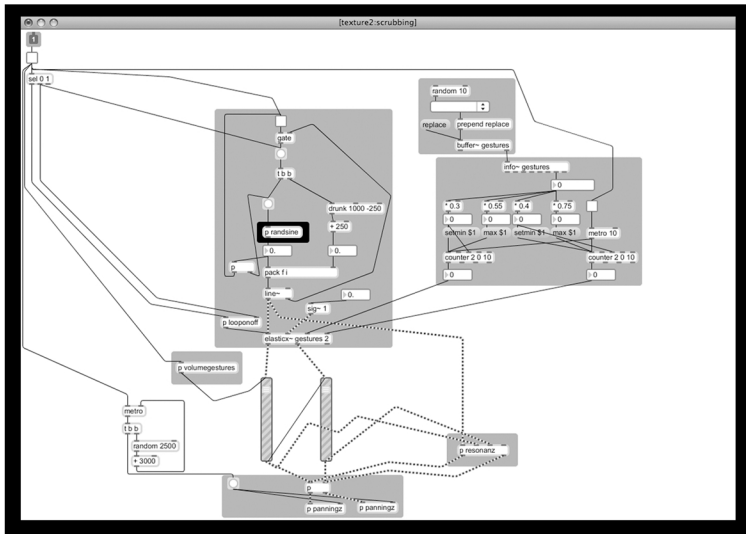 [texture2:scrubbing]
1
sel 0 1
random 10
replace
prepend replace
buffer~ gestures
gate
t b b
info~ gestures
0
drunk 1000 -250
* 0.3
* 0.55
* 0.4
* 0.75
0
0
0
0
+ 250
p randsine
setmin $1
max $1
setmin $1
max $1
metro 10
0.
0.
counter 2 0 10
counter 2 0 10
p
pack f i
0
0
line~
0.
sig~ 1
p looponoff
elasticx~ gestures 2
p volumegestures
metro
t b b
random 2500
+ 3000
p resonanz
p
p panningz
p panningz